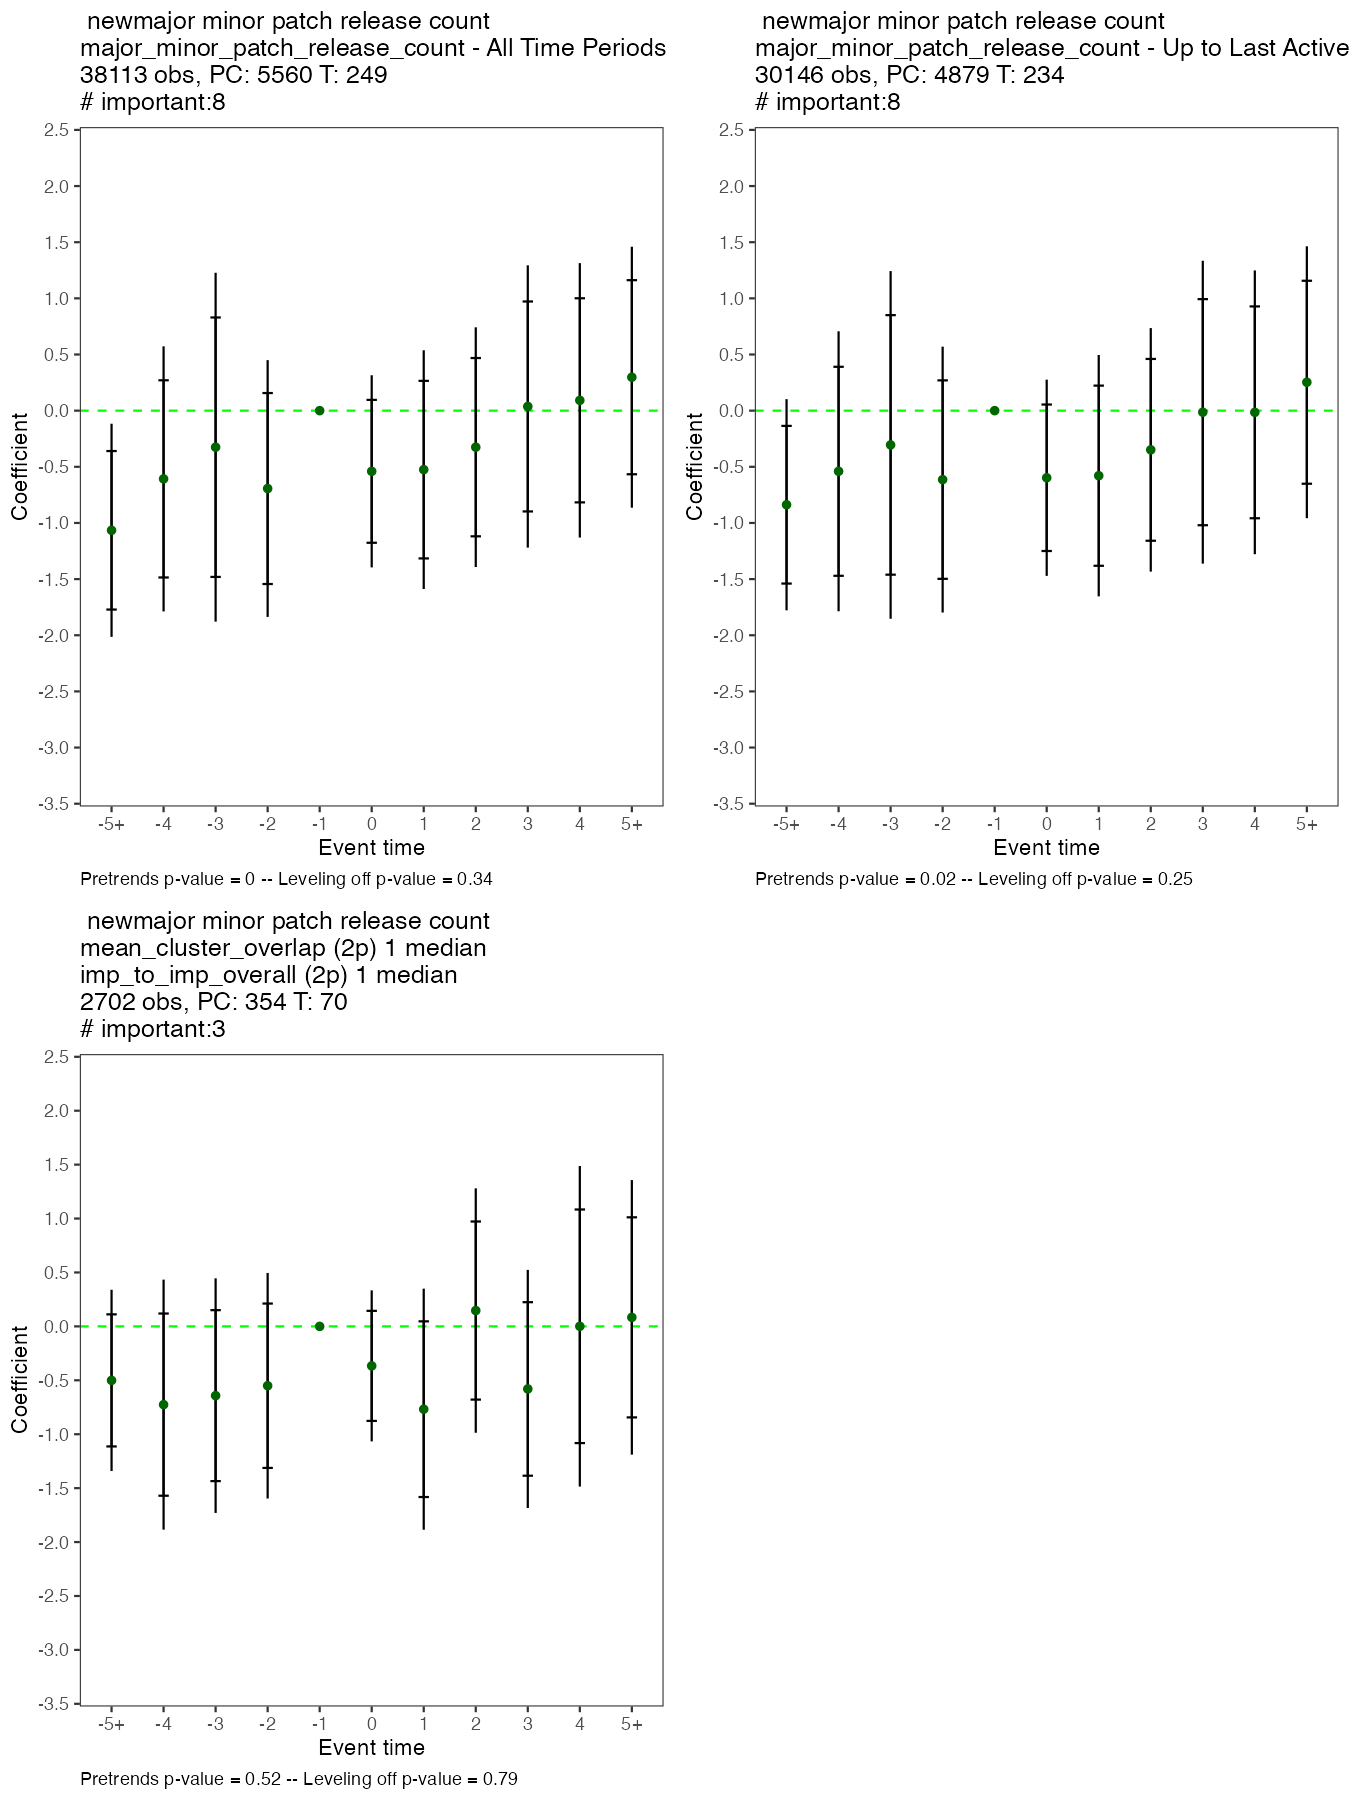 newmajor minor patch release count
major_minor_patch_release_count - All Time Periods
38113 obs, PC: 5560 T: 249
# important:8
2.5
2.0
1.5
1.0
0.5
0.0
-0.5
-1.0
-1.5
-2.0
-2.5
-3.0
-3.5
Coefficient
-5+ -4 -3 -2 -1 0 1 2 3 4 5+
Event time
Pretrends p-value = 0 -- Leveling off p-value = 0.34
newmajor minor patch release count
major_minor_patch_release_count - Up to Last Active
30146 obs, PC: 4879 T: 234
# important:8
2.5
2.0
1.5
1.0
0.5
0.0
-0.5
-1.0
-1.5
-2.0
-2.5
-3.0
-3.5
Coefficient
-5+ -4 -3 -2 -1 0 1 2 3 4 5+
Event time
Pretrends p-value = 0.02 -- Leveling off p-value = 0.25
newmajor minor patch release count
mean_cluster_overlap (2p) 1 median
imp_to_imp_overall (2p) 1 median
2702 obs, PC: 354 T: 70
# important:3
2.5
2.0
1.5
1.0
0.5
0.0
-0.5
-1.0
-1.5
-2.0
-2.5
-3.0
-3.5
Coefficient
-5+ -4 -3 -2 -1 0 1 2 3 4 5+
Event time
Pretrends p-value = 0.52 -- Leveling off p-value = 0.79